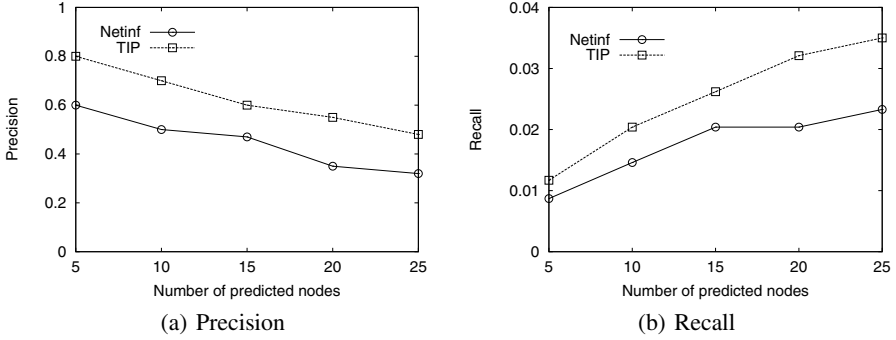 Precision
1
0.8
0.6
0.4
0.2
0
Netinf
TIP
5 10 15 20 25
Number of predicted nodes
(a) Precision
Recall
0.04
0.03
0.02
0.01
0
Netinf
TIP
5 10 15 20 25
Number of predicted nodes
(b) Recall